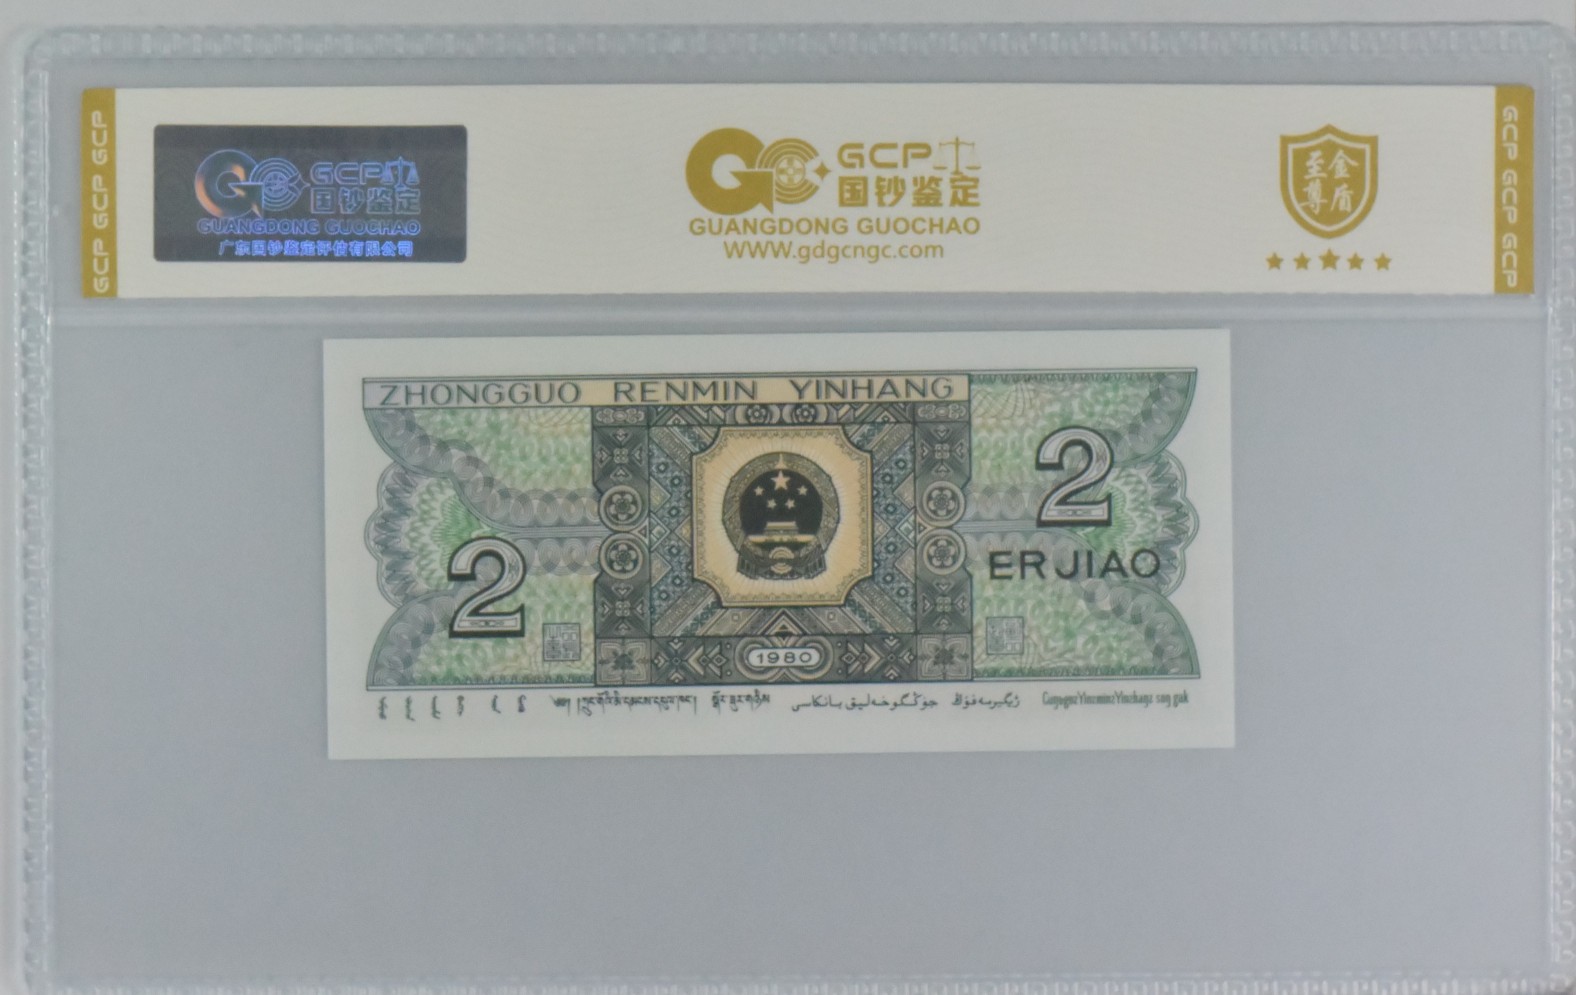 GCP GCP GCP
GCP
国钞鉴定
GUANGDONG GUOCHAO
广东国钞鉴定评估有限公司
GCP
国钞鉴定
GUANGDONG GUOCHAO
WWW.gdgcngc.com
至尊
金盾
GCP GCP GCP
ZHONGGUO RENMIN YINHANG
2
2
ERJIAO
1980